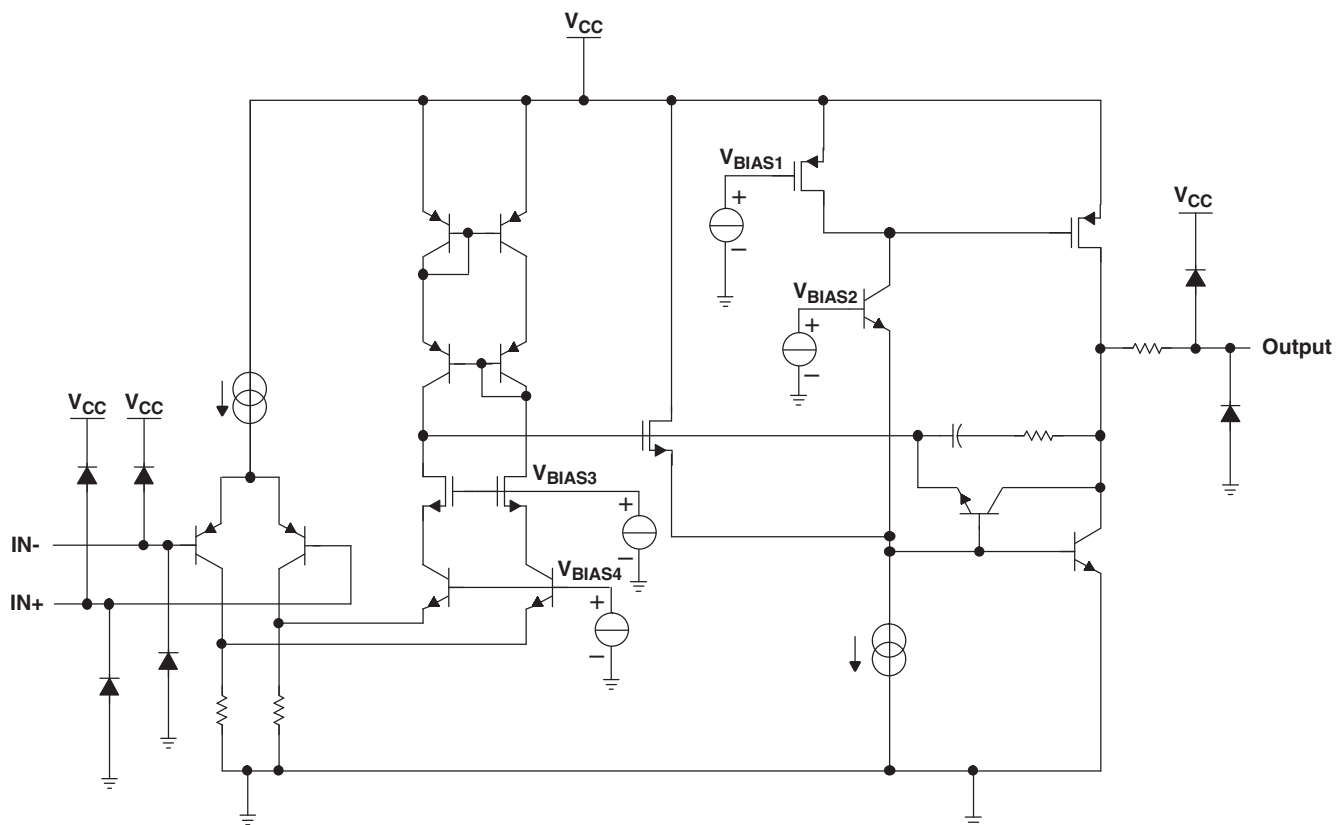 VCC
VBIAS1
+
−
VCC
VBIAS2
+
−
Output
VCC
VCC
VBIAS3
+
−
IN-
VBIAS4
+
−
IN+